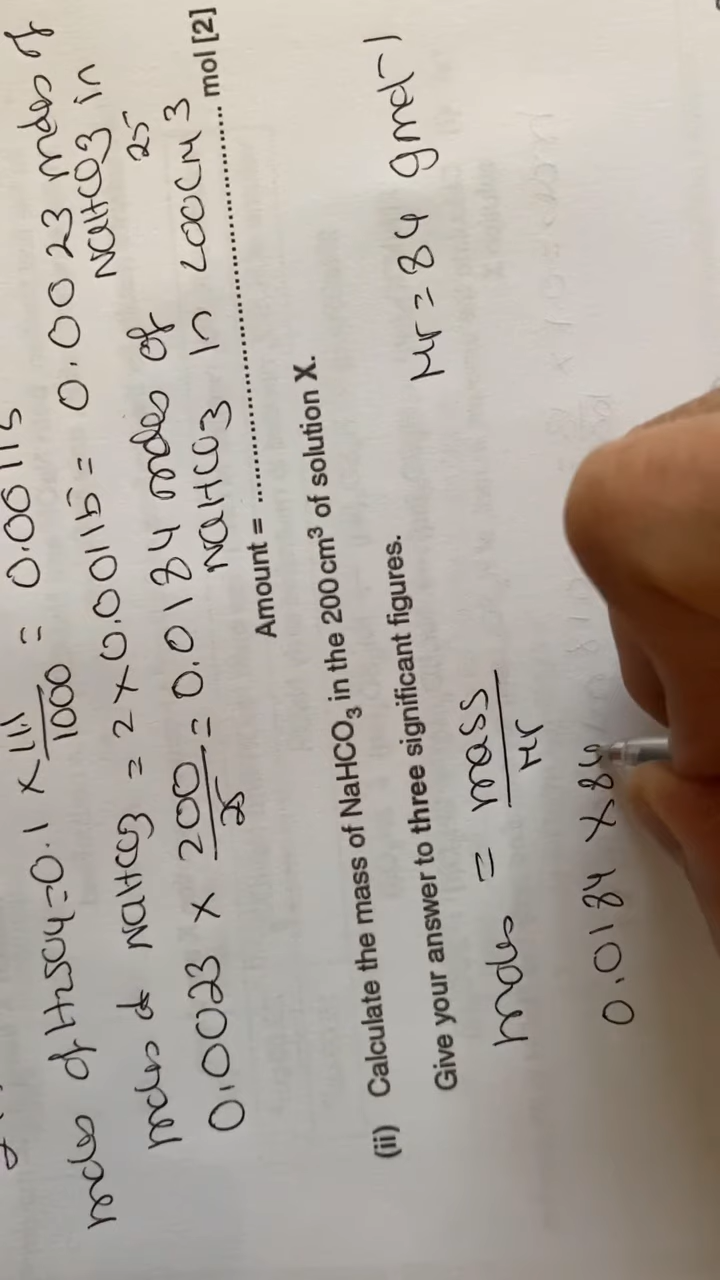 moles of H2SO4=0.1 × 11.1/1000 = 0.00115
moles of NaHCO3 = 2 × 0.00115 = 0.0023 moles of NaHCO3 in 25
0.0023 × 200/25 = 0.0184 moles of NaHCO3 in 200CM3
Amount = .............................. mol [2]
(ii) Calculate the mass of NaHCO3 in the 200 cm³ of solution X.
Give your answer to three significant figures.
Mr = 84 gmol-1
moles = mass/Mr
0.0184 × 84